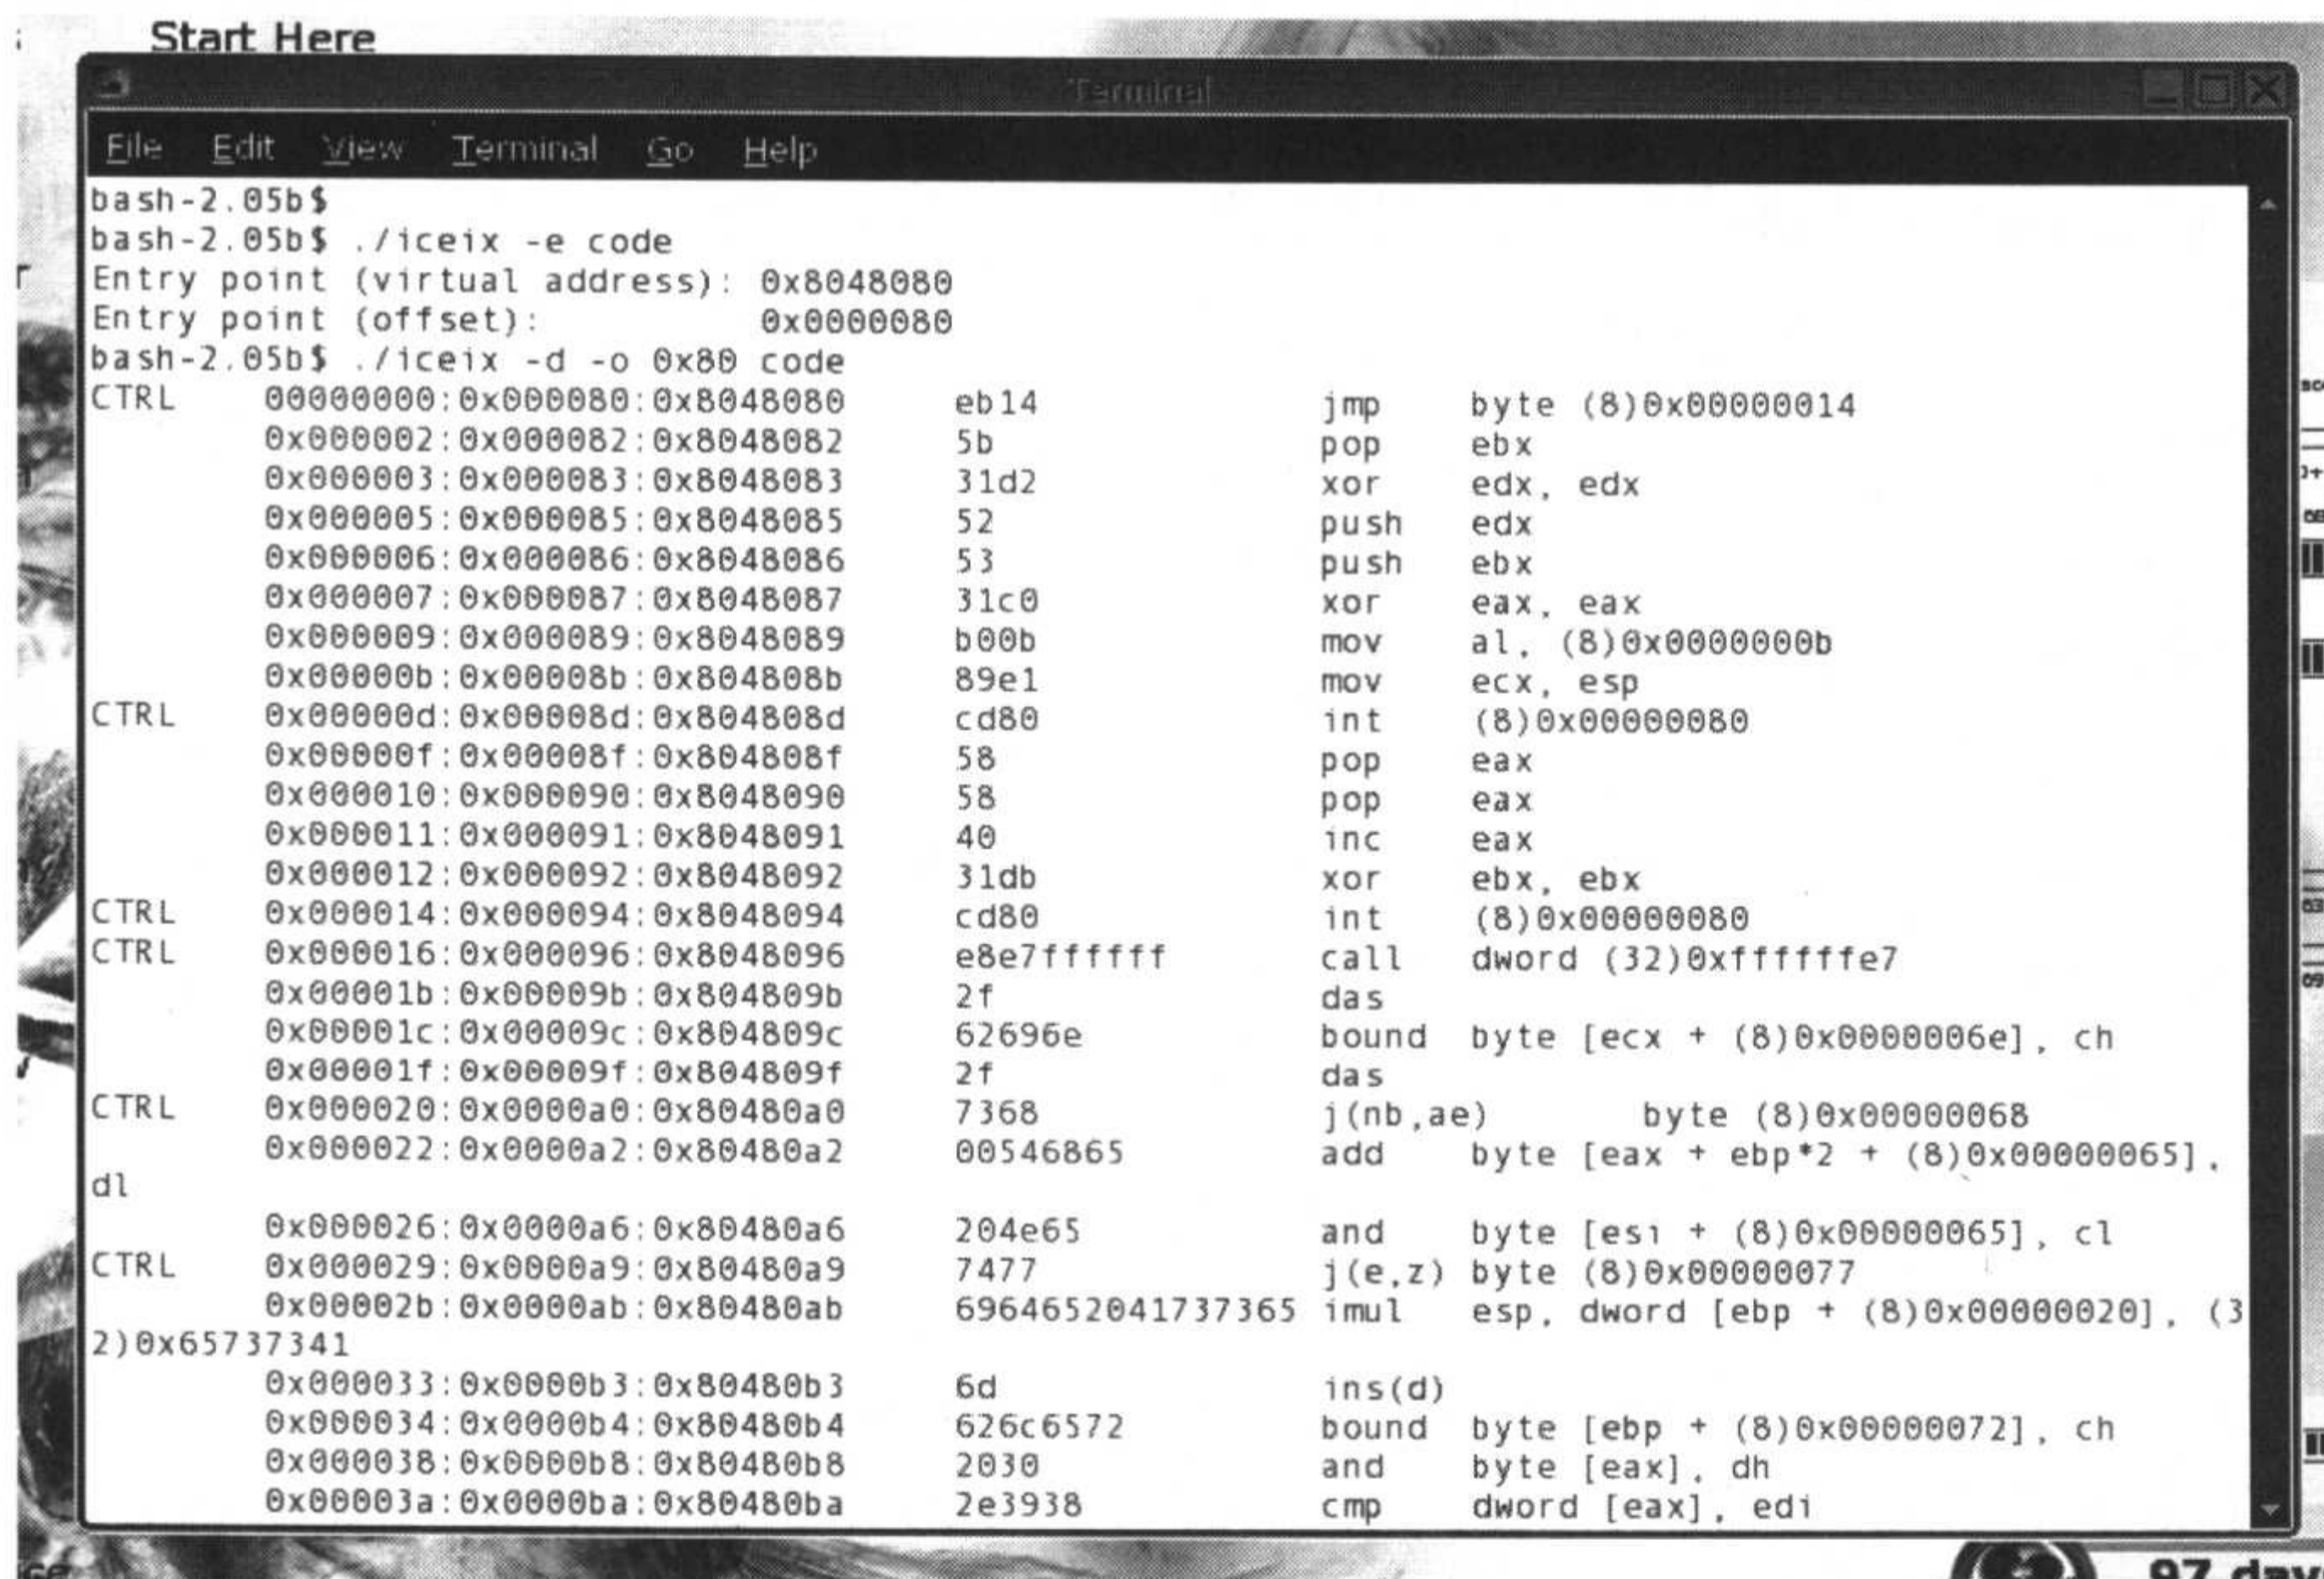 Start Here
Terminal
File Edit View Terminal Go Help
bash-2.05b$
bash-2.05b$ ./iceix -e code
Entry point (virtual address): 0x8048080
Entry point (offset): 0x0000080
bash-2.05b$ ./iceix -d -o 0x80 code
CTRL 00000000:0x000080:0x8048080 eb14 jmp byte (8)0x00000014
0x000002:0x000082:0x8048082 5b pop ebx
0x000003:0x000083:0x8048083 31d2 xor edx, edx
0x000005:0x000085:0x8048085 52 push edx
0x000006:0x000086:0x8048086 53 push ebx
0x000007:0x000087:0x8048087 31c0 xor eax, eax
0x000009:0x000089:0x8048089 b00b mov al, (8)0x0000000b
0x00000b:0x00008b:0x804808b 89e1 mov ecx, esp
CTRL 0x00000d:0x00008d:0x804808d cd80 int (8)0x00000080
0x00000f:0x00008f:0x804808f 58 pop eax
0x000010:0x000090:0x8048090 58 pop eax
0x000011:0x000091:0x8048091 40 inc eax
0x000012:0x000092:0x8048092 31db xor ebx, ebx
CTRL 0x000014:0x000094:0x8048094 cd80 int (8)0x00000080
CTRL 0x000016:0x000096:0x8048096 e8e7ffffff call dword (32)0xffffffe7
0x00001b:0x00009b:0x804809b 2f das
0x00001c:0x00009c:0x804809c 62696e bound byte [ecx + (8)0x0000006e], ch
0x00001f:0x00009f:0x804809f 2f das
CTRL 0x000020:0x0000a0:0x80480a0 7368 j(nb,ae) byte (8)0x00000068
0x000022:0x0000a2:0x80480a2 00546865 add byte [eax + ebp*2 + (8)0x00000065],
dl
0x000026:0x0000a6:0x80480a6 204e65 and byte [esi + (8)0x00000065], cl
CTRL 0x000029:0x0000a9:0x80480a9 7477 j(e,z) byte (8)0x00000077
0x00002b:0x0000ab:0x80480ab 6964652041737365 imul esp, dword [ebp + (8)0x00000020], (3
2)0x65737341
0x000033:0x0000b3:0x80480b3 6d ins(d)
0x000034:0x0000b4:0x80480b4 626c6572 bound byte [ebp + (8)0x00000072], ch
0x000038:0x0000b8:0x80480b8 2030 and byte [eax], dh
0x00003a:0x0000ba:0x80480ba 2e3938 cmp dword [eax], edi
97 day